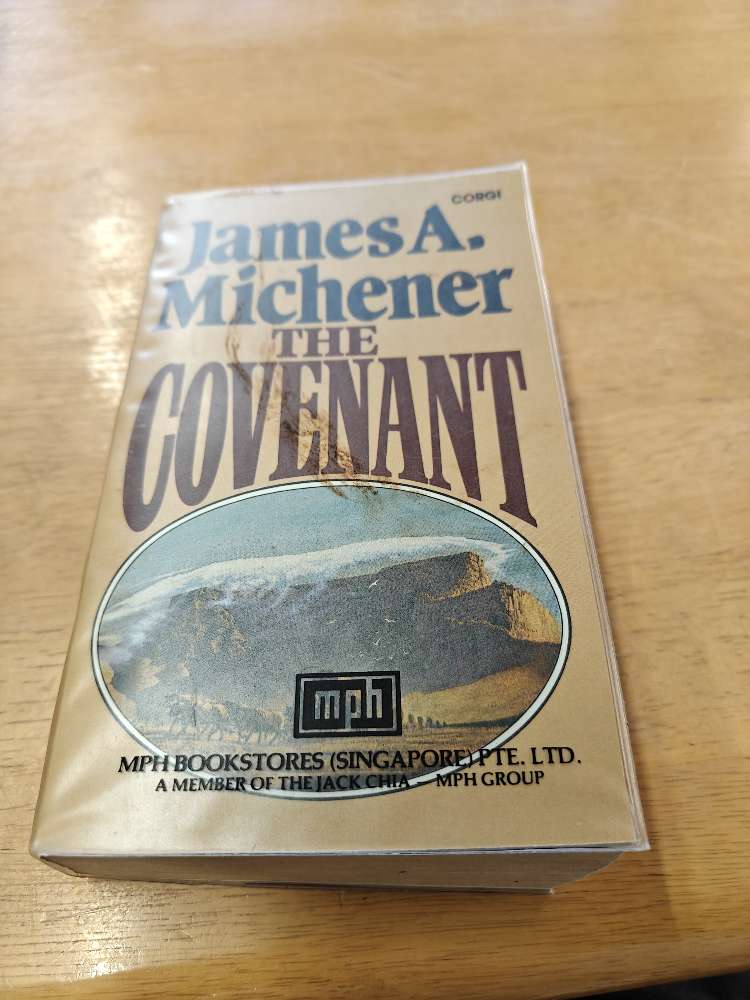 CORGI
James A.
Michener
THE
COVENANT
mph
MPH BOOKSTORES (SINGAPORE) PTE. LTD.
A MEMBER OF THE JACK CHIA — MPH GROUP